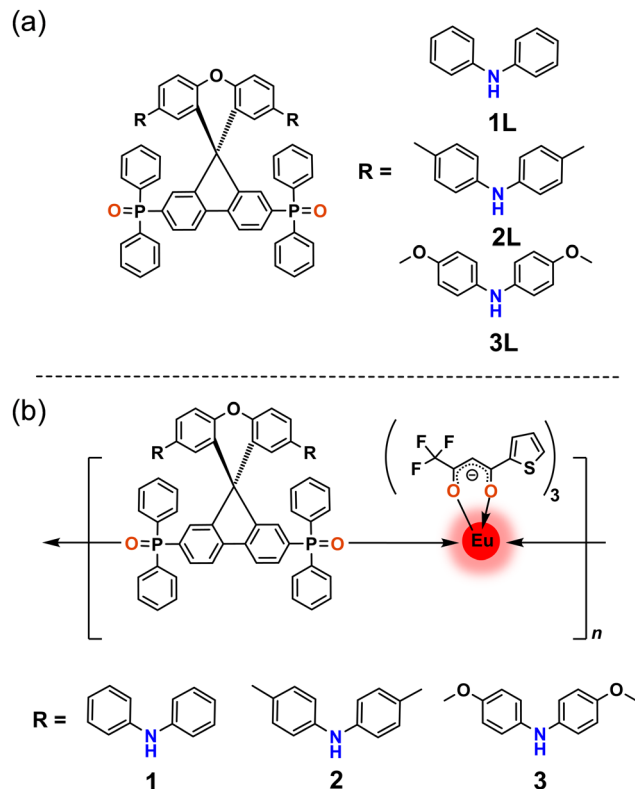 (a)
O
R R
O=P P=O
R =
N
H
1L
N
H
2L
O O
N
H
3L
(b)
O
R R
O=P P=O
F
F
F
S
O O
3
Eu
n
R =
N
H
1
N
H
2
O O
N
H
3